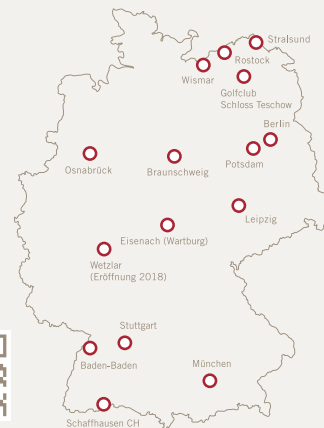 Stralsund
Rostock
Wismar
Golfclub
Schloss Teschow
Berlin
Potsdam
Osnabrück
Braunschweig
Leipzig
Eisenach (Wartburg)
Wetzlar
(Eröffnung 2018)
Stuttgart
Baden-Baden
München
Schaffhausen CH